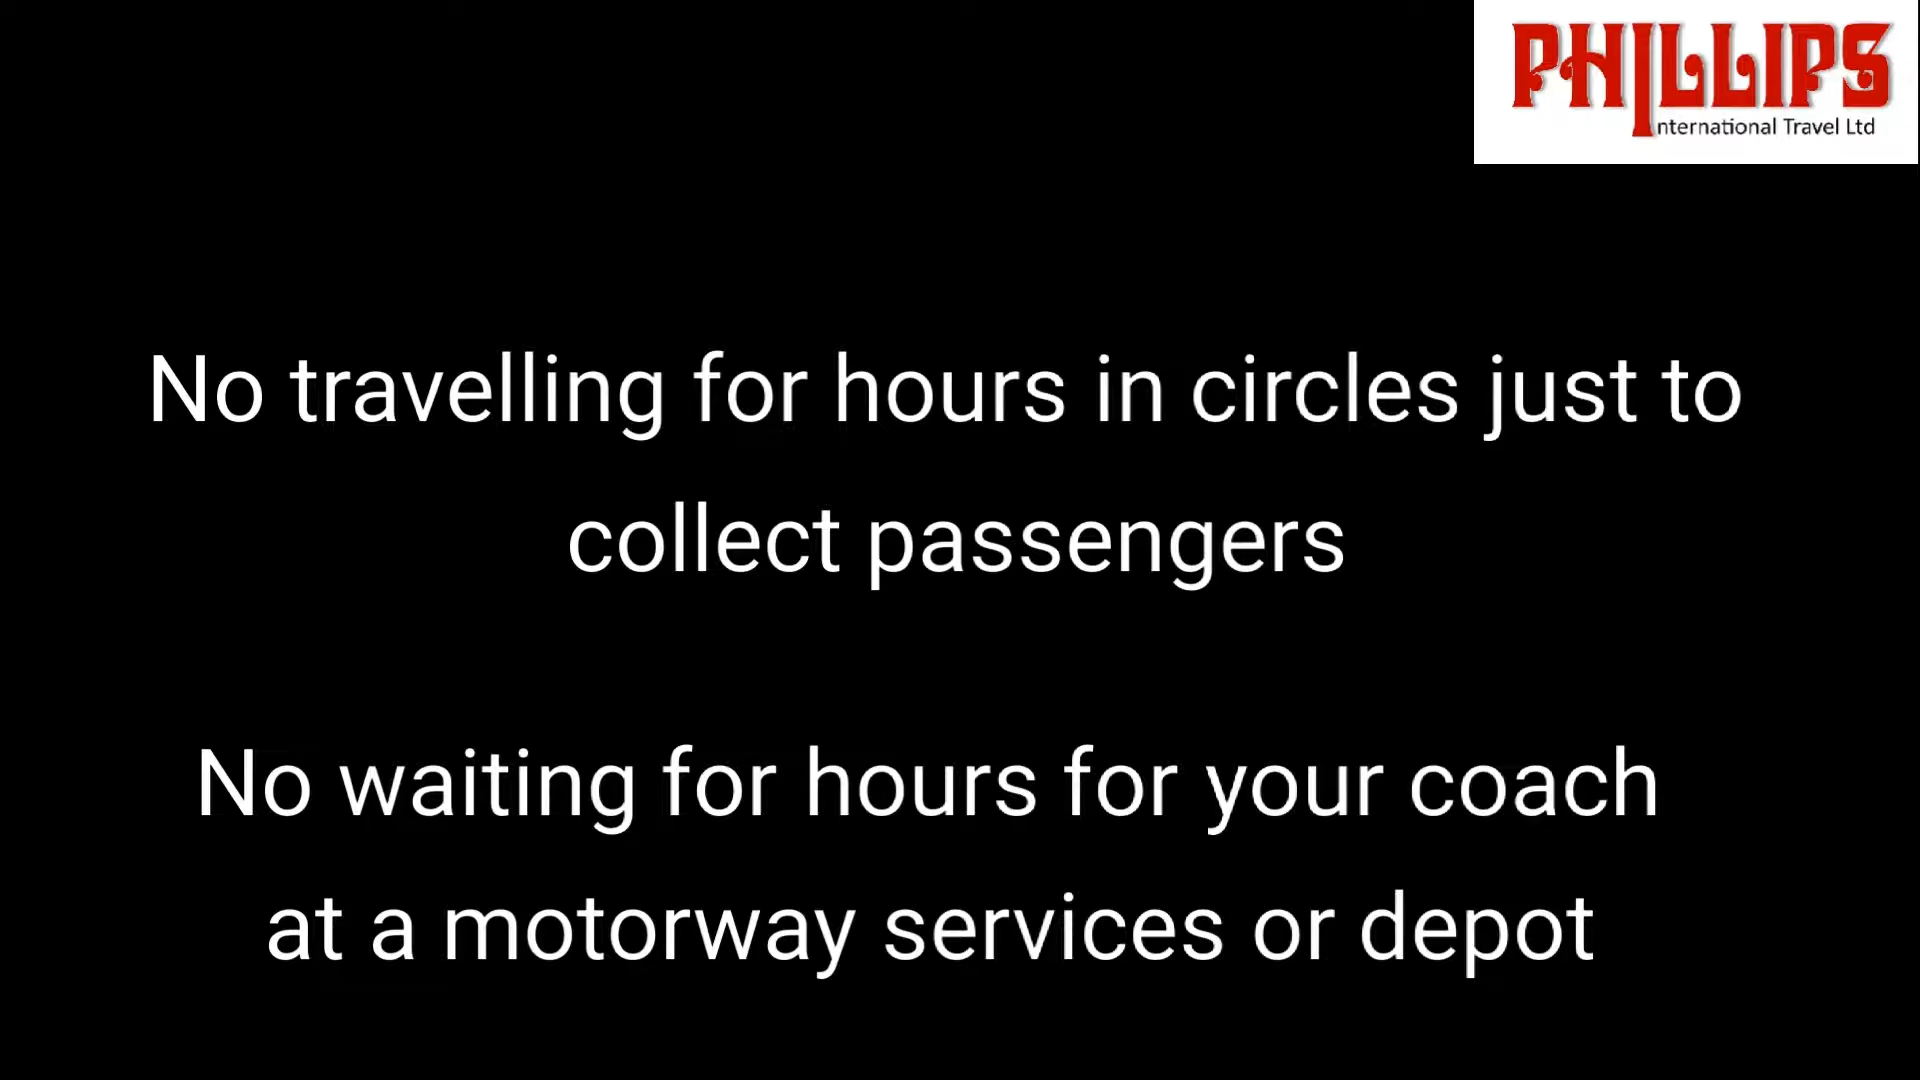 PHILLIPS
International Travel Ltd
No travelling for hours in circles just to
collect passengers
No waiting for hours for your coach
at a motorway services or depot